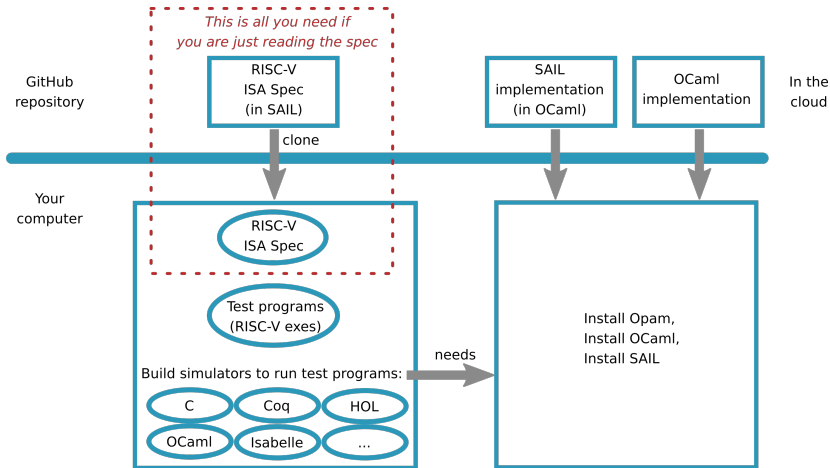 This is all you need if
you are just reading the spec
GitHub
repository
RISC-V
ISA Spec
(in SAIL)
SAIL
implementation
(in OCaml)
OCaml
implementation
In the
cloud
clone
Your
computer
RISC-V
ISA Spec
Test programs
(RISC-V exes)
Build simulators to run test programs:
needs
C
Coq
HOL
OCaml
Isabelle
...
Install Opam,
Install OCaml,
Install SAIL